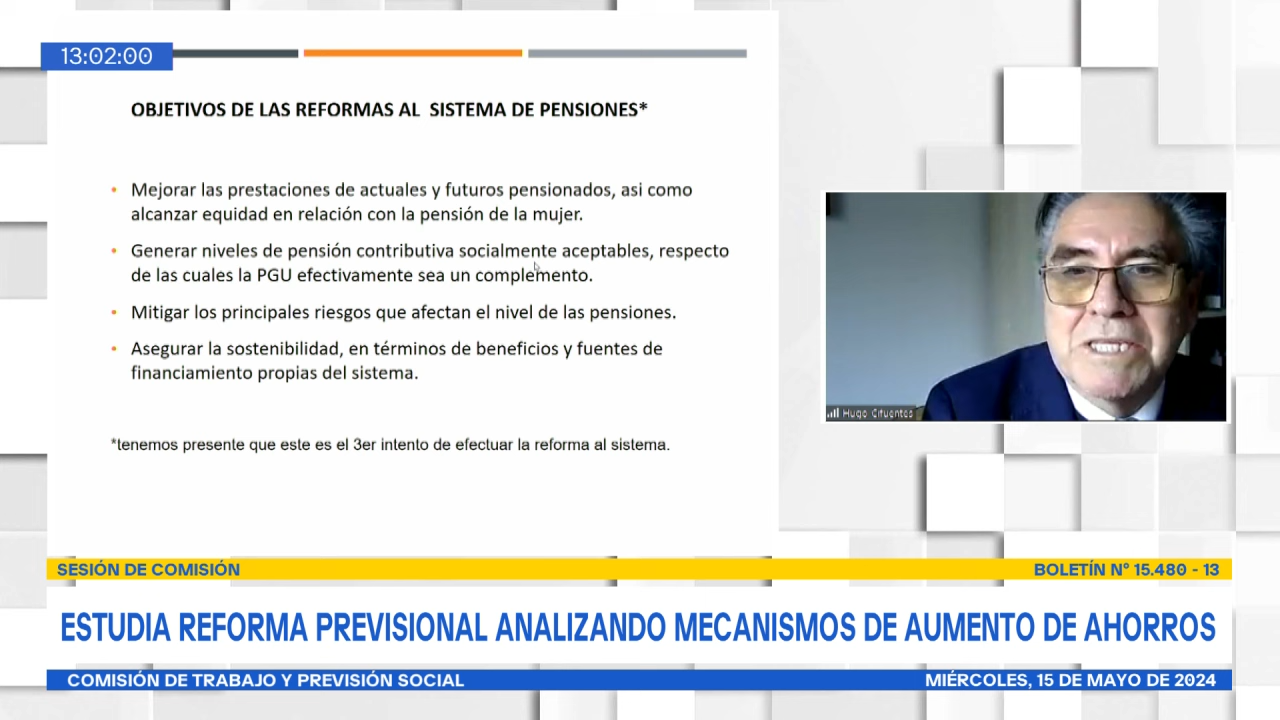 13:02:00
OBJETIVOS DE LAS REFORMAS AL SISTEMA DE PENSIONES*
• Mejorar las prestaciones de actuales y futuros pensionados, asi como
alcanzar equidad en relación con la pensión de la mujer.
• Generar niveles de pensión contributiva socialmente aceptables, respecto
de las cuales la PGU efectivamente sea un complemento.
• Mitigar los principales riesgos que afectan el nivel de las pensiones.
• Asegurar la sostenibilidad, en términos de beneficios y fuentes de
financiamiento propias del sistema.
*tenemos presente que este es el 3er intento de efectuar la reforma al sistema.
Hugo Cifuentes
SESIÓN DE COMISIÓN
BOLETÍN N° 15.480 - 13
ESTUDIA REFORMA PREVISIONAL ANALIZANDO MECANISMOS DE AUMENTO DE AHORROS
COMISIÓN DE TRABAJO Y PREVISIÓN SOCIAL
MIÉRCOLES, 15 DE MAYO DE 2024